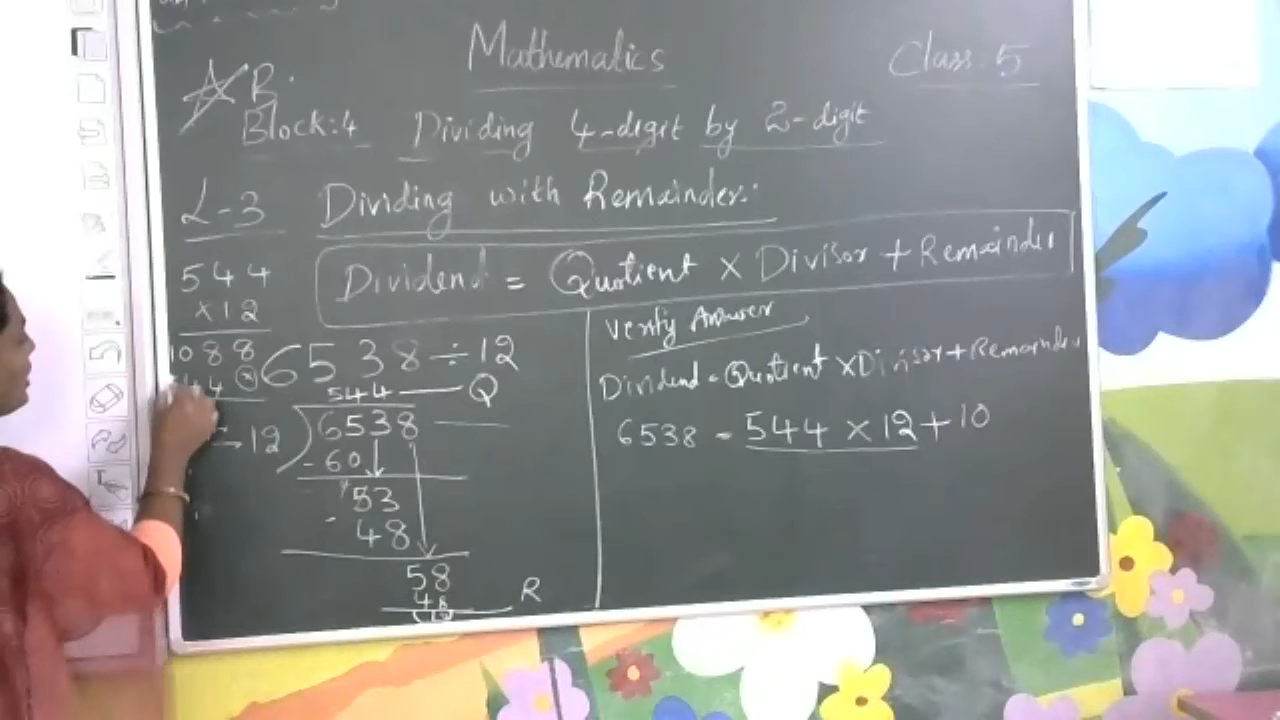 Mathematics
Class: 5
B.
Block:4 Dividing 4-digit by 2-digit
L-3 Dividing with Remainder:
Dividend = Quotient × Divisor + Remainder
544
×12
1088
44
6538 ÷ 12
544 — Q
12 ) 6538
-60
53
- 48
58
48
10
R
Verify Answer
Dividend = Quotient × Divisor + Remainder
6538 = 544 × 12 + 10